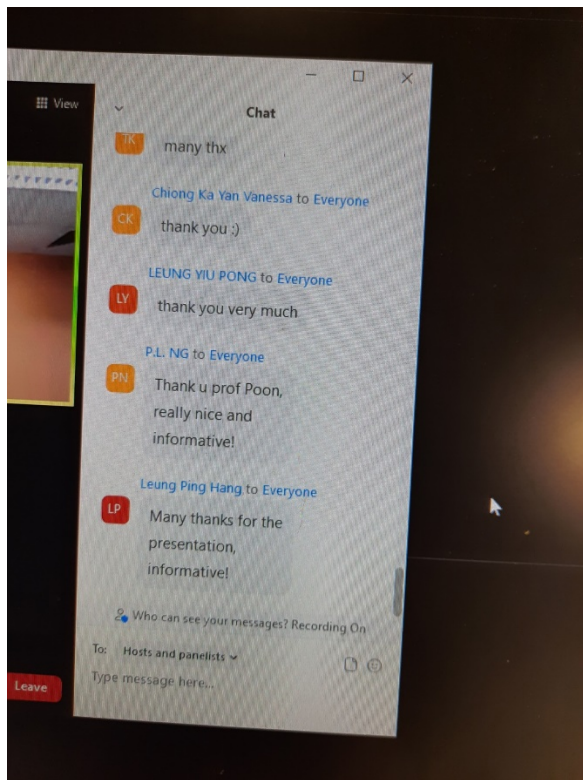 View
Chat
TK
many thx
Chiong Ka Yan Vanessa to Everyone
CK
thank you :)
LEUNG YIU PONG to Everyone
LY
thank you very much
P.L. NG to Everyone
PN
Thank u prof Poon,
really nice and
informative!
Leung Ping Hang to Everyone
LP
Many thanks for the
presentation,
informative!
Who can see your messages? Recording On
To: Hosts and panelists
Type message here...
Leave